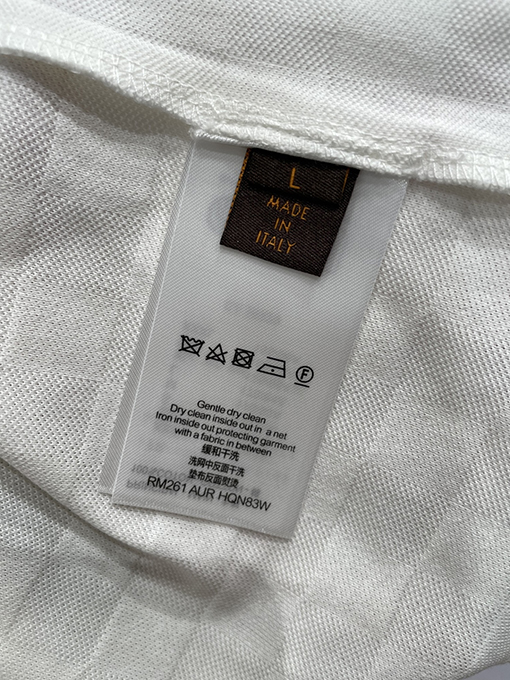 L
MADE
IN
ITALY
F
Gentle dry clean
Dry clean inside out in a net
Iron inside out protecting garment
with a fabric in between
缓和干洗
洗网中反面干洗
垫布反面熨烫
RM261 AUR HQN83W